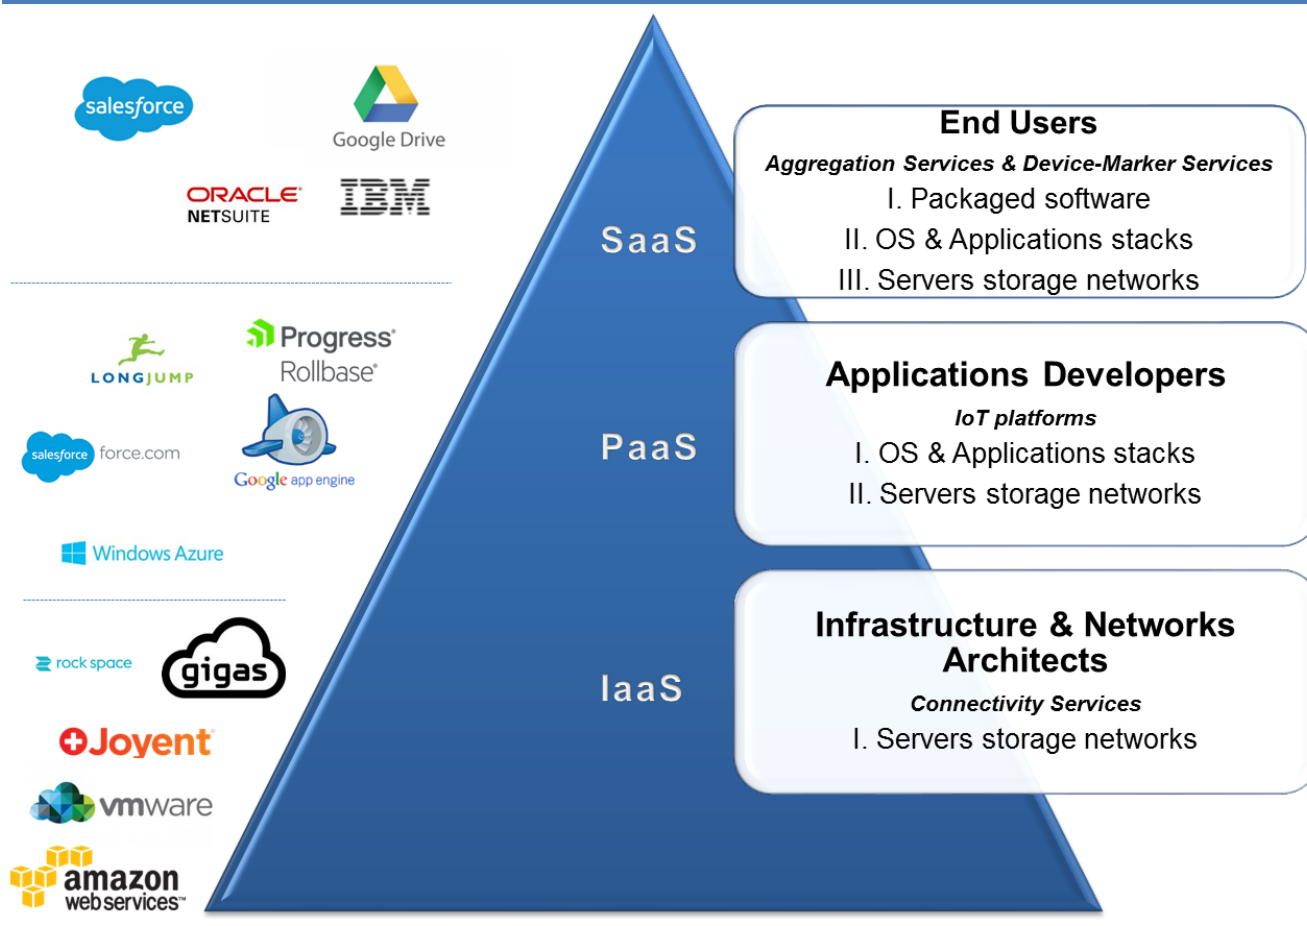 salesforce
Google Drive
ORACLE®
NETSUITE
IBM
SaaS
End Users
Aggregation Services & Device-Marker Services
I. Packaged software
II. OS & Applications stacks
III. Servers storage networks
LONGJUMP
Progress®
Rollbase®
salesforce force.com
Google app engine
Windows Azure
PaaS
Applications Developers
IoT platforms
I. OS & Applications stacks
II. Servers storage networks
rock space
gigas
Joyent
vmware
amazon
web services™
IaaS
Infrastructure & Networks
Architects
Connectivity Services
I. Servers storage networks